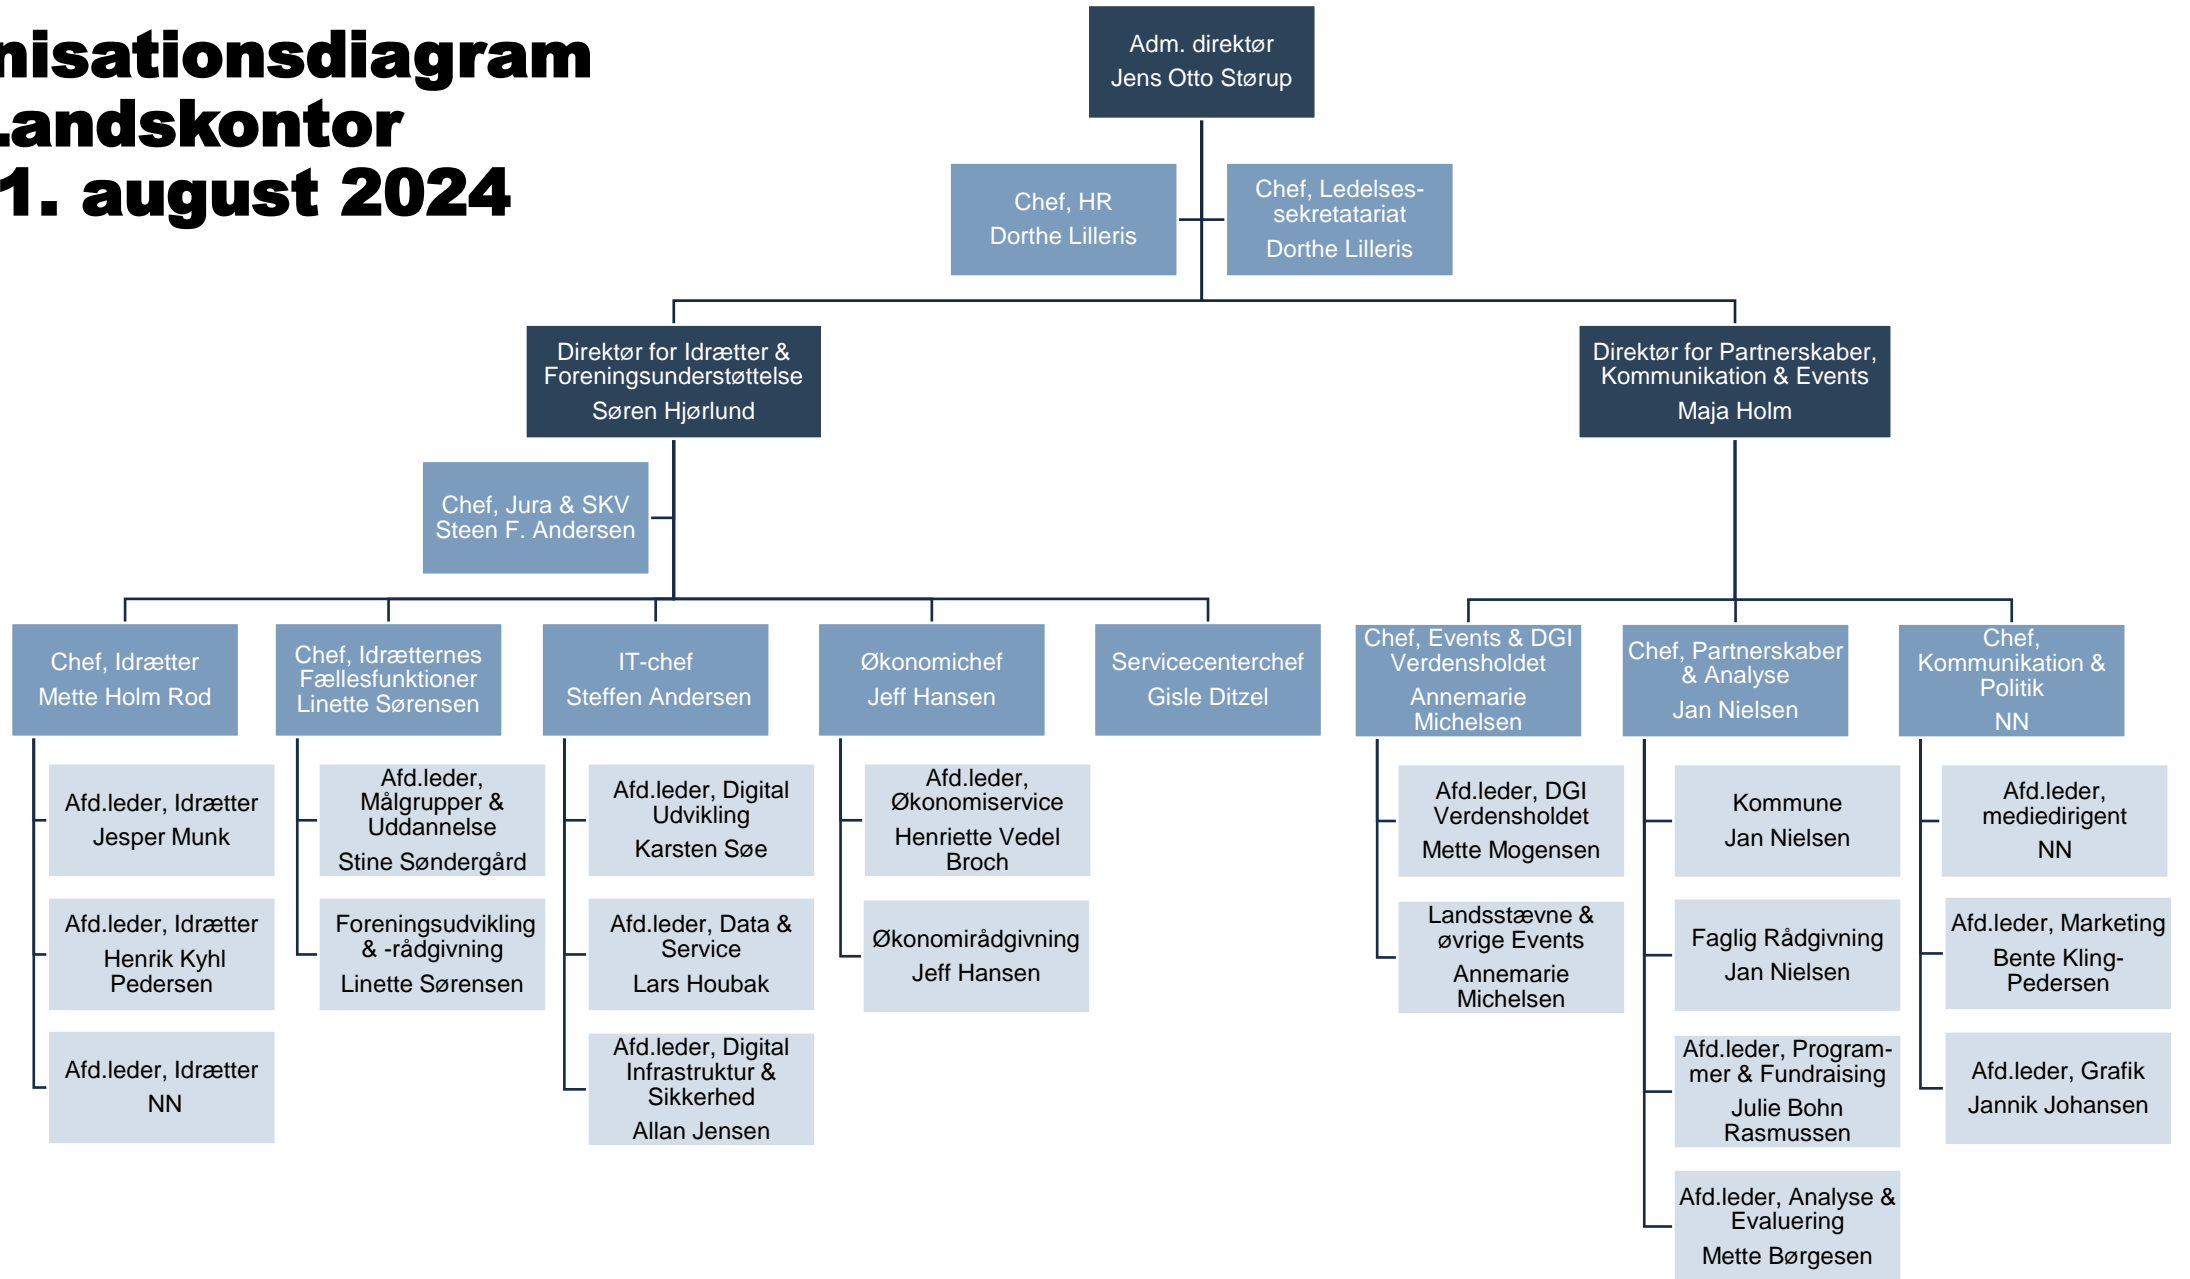 nisationsdiagram
Landskontor
1. august 2024
Adm. direktør
Jens Otto Størup
Chef, HR
Dorthe Lilleris
Chef, Ledelses-
sekretatariat
Dorthe Lilleris
Direktør for Idrætter &
Foreningsunderstøttelse
Søren Hjørlund
Direktør for Partnerskaber,
Kommunikation & Events
Maja Holm
Chef, Jura & SKV
Steen F. Andersen
Chef, Idrætter
Mette Holm Rod
Chef, Idrætternes
Fællesfunktioner
Linette Sørensen
IT-chef
Steffen Andersen
Økonomichef
Jeff Hansen
Servicecenterchef
Gisle Ditzel
Chef, Events & DGI
Verdensholdet
Annemarie
Michelsen
Chef, Partnerskaber
& Analyse
Jan Nielsen
Chef,
Kommunikation &
Politik
NN
Afd.leder, Idrætter
Jesper Munk
Afd.leder, Idrætter
Henrik Kyhl
Pedersen
Afd.leder, Idrætter
NN
Afd.leder,
Målgrupper &
Uddannelse
Stine Søndergård
Foreningsudvikling
& -rådgivning
Linette Sørensen
Afd.leder, Digital
Udvikling
Karsten Søe
Afd.leder, Data &
Service
Lars Houbak
Afd.leder, Digital
Infrastruktur &
Sikkerhed
Allan Jensen
Afd.leder,
Økonomiservice
Henriette Vedel
Broch
Økonomirådgivning
Jeff Hansen
Afd.leder, DGI
Verdensholdet
Mette Mogensen
Landsstævne &
øvrige Events
Annemarie
Michelsen
Kommune
Jan Nielsen
Faglig Rådgivning
Jan Nielsen
Afd.leder, Program-
mer & Fundraising
Julie Bohn
Rasmussen
Afd.leder, Analyse &
Evaluering
Mette Børgesen
Afd.leder,
mediedirigent
NN
Afd.leder, Marketing
Bente Kling-
Pedersen
Afd.leder, Grafik
Jannik Johansen